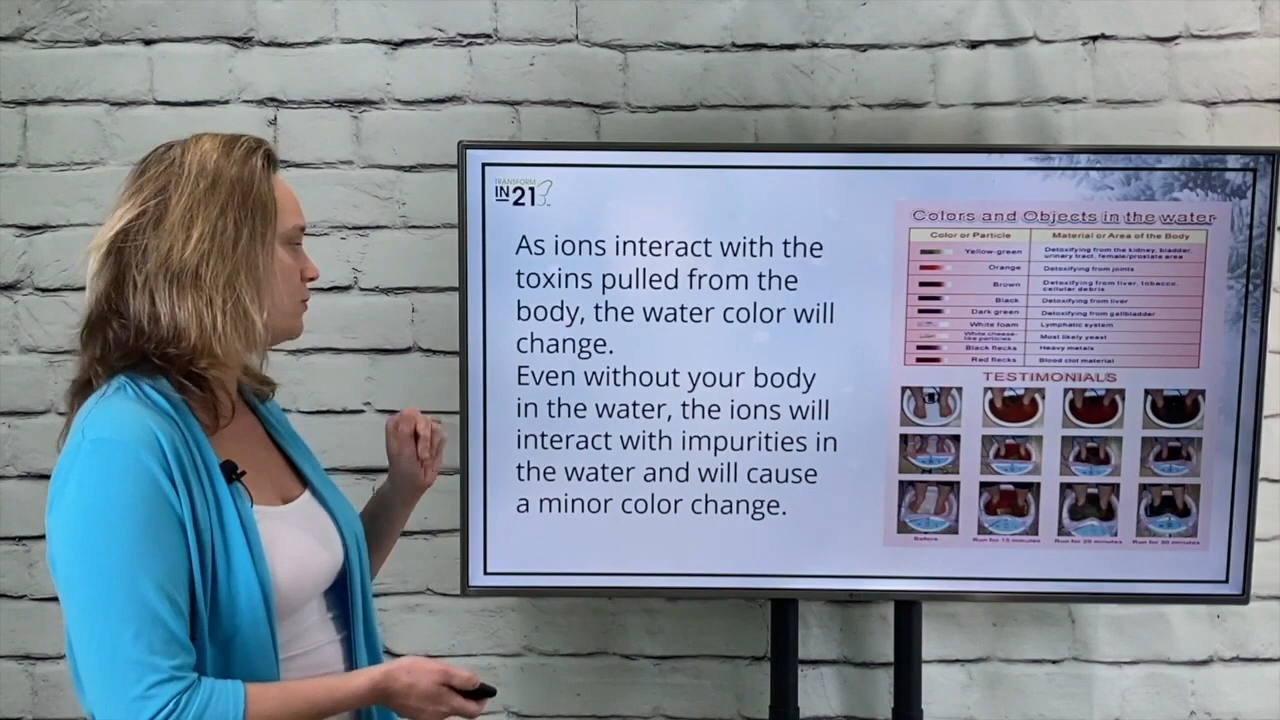 TRANSFORM
IN 21
As ions interact with the
toxins pulled from the
body, the water color will
change.
Even without your body
in the water, the ions will
interact with impurities in
the water and will cause
a minor color change.
Colors and Objects in the water
Color or Particle Material or Area of the Body
Yellow-green Detoxifying from the kidney, bladder,
urinary tract, female/prostate area
Orange Detoxifying from joints
Brown Detoxifying from liver, tobacco,
cellular debris
Black Detoxifying from liver
Dark green Detoxifying from gallbladder
White foam Lymphatic system
White cheese-
like particles Most likely yeast
Black flecks Heavy metals
Red flecks Blood clot material
TESTIMONIALS
Before Run for 15 minutes Run for 20 minutes Run for 30 minutes